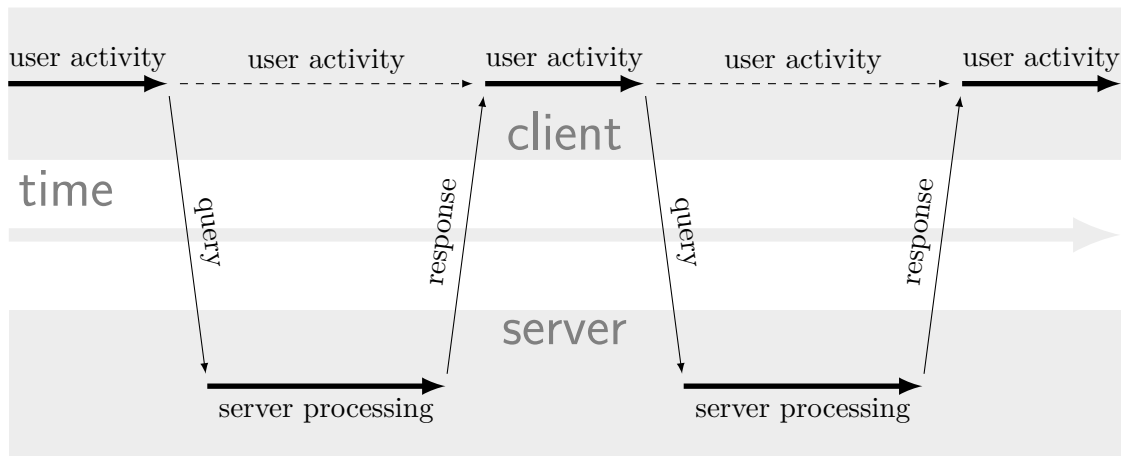 user activity
user activity
user activity
user activity
user activity
client
time
query
response
query
response
server
server processing
server processing